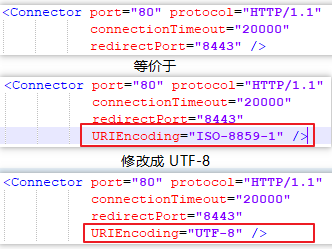 <Connector port="80" protocol="HTTP/1.1"
connectionTimeout="20000"
redirectPort="8443" />
等价于
<Connector port="80" protocol="HTTP/1.1"
connectionTimeout="20000"
redirectPort="8443"
URIEncoding="ISO-8859-1" />
修改成 UTF-8
<Connector port="80" protocol="HTTP/1.1"
connectionTimeout="20000"
redirectPort="8443"
URIEncoding="UTF-8" />